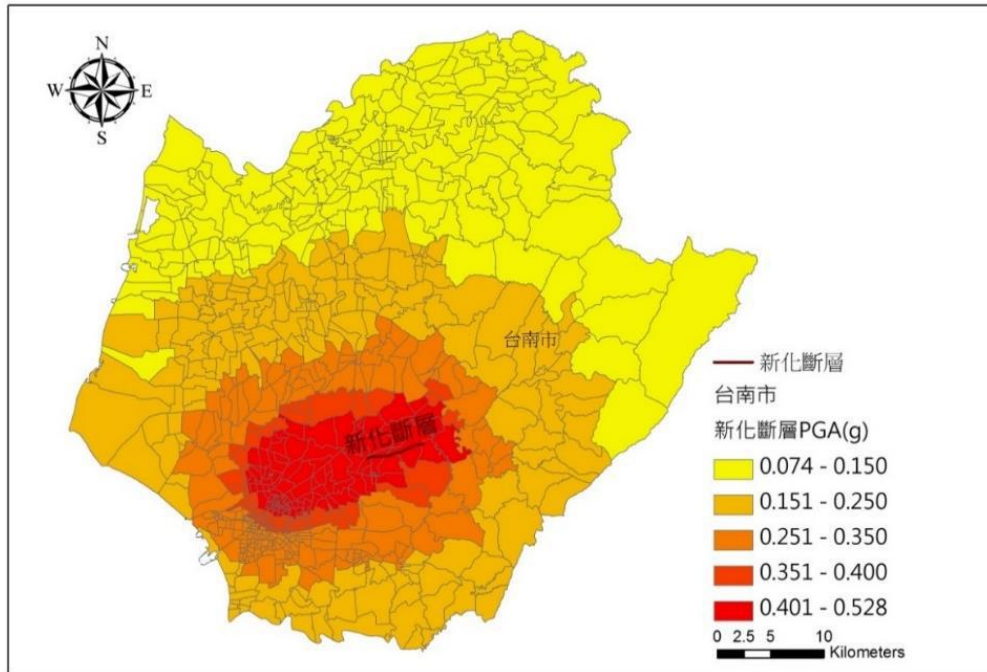 N
W E
S
台南市
新化斷層
新化斷層
台南市
新化斷層PGA(g)
0.074 - 0.150
0.151 - 0.250
0.251 - 0.350
0.351 - 0.400
0.401 - 0.528
0 2.5 5 10
Kilometers